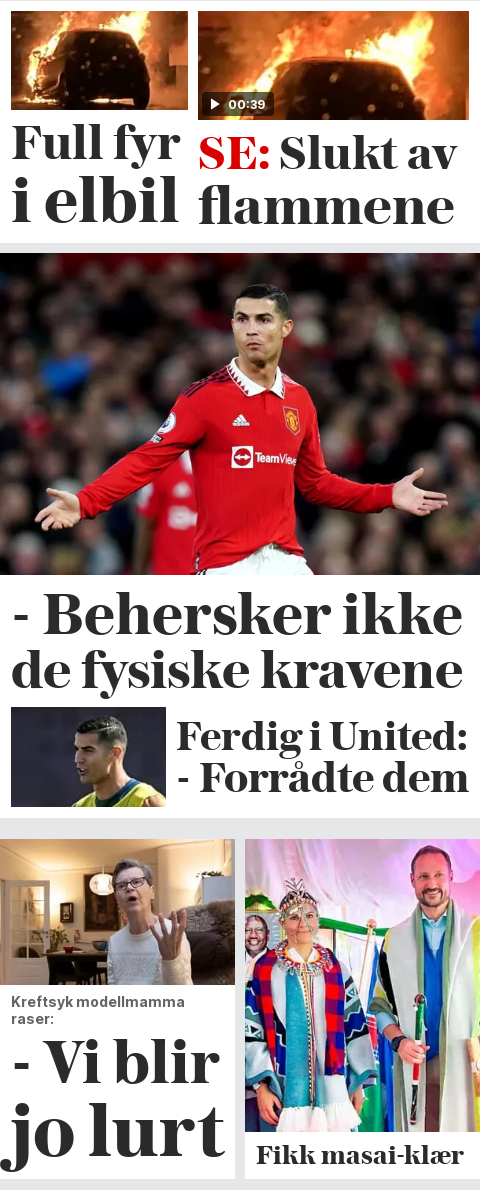 Full fyr
i elbil
00:39
SE: Slukt av
flammene
TeamViewe
- Behersker ikke
de fysiske kravene
Ferdig i United:
- Forrådte dem
Kreftsyk modellmamma
raser:
- Vi blir
jo lurt
Fikk masai-klær